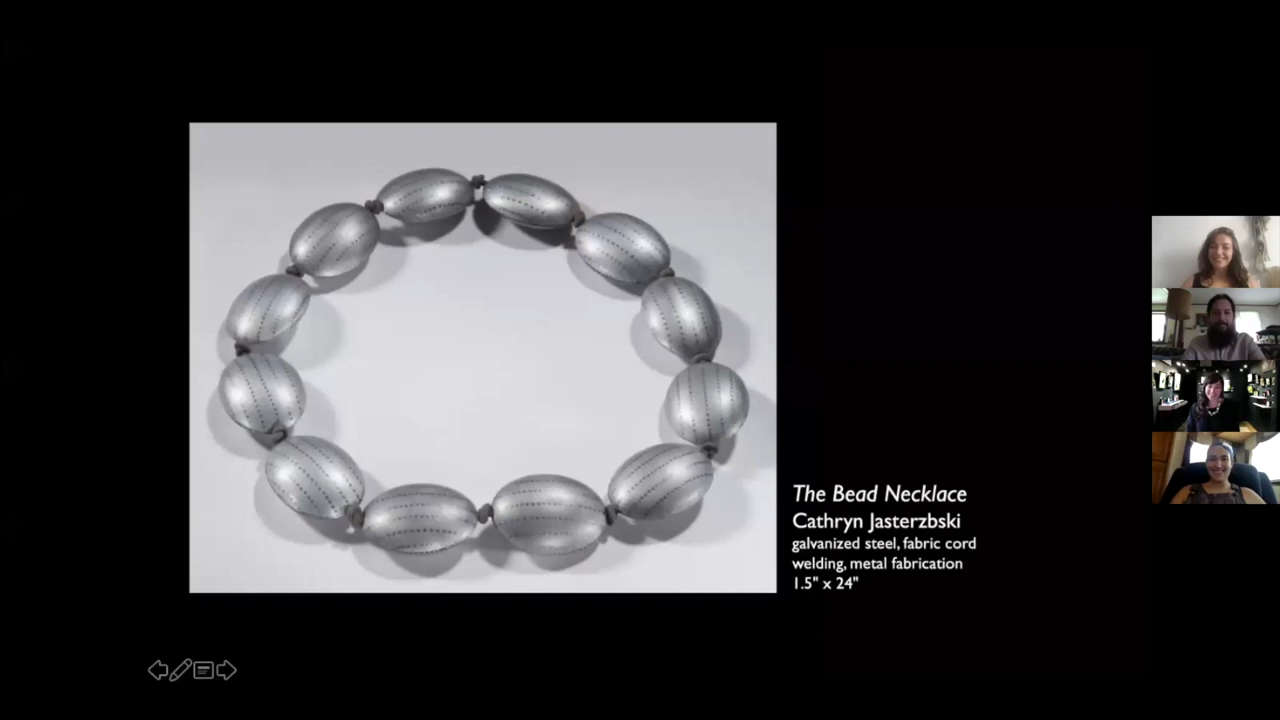 The Bead Necklace
Cathryn Jasterzbski
galvanized steel, fabric cord
welding, metal fabrication
1.5" x 24"